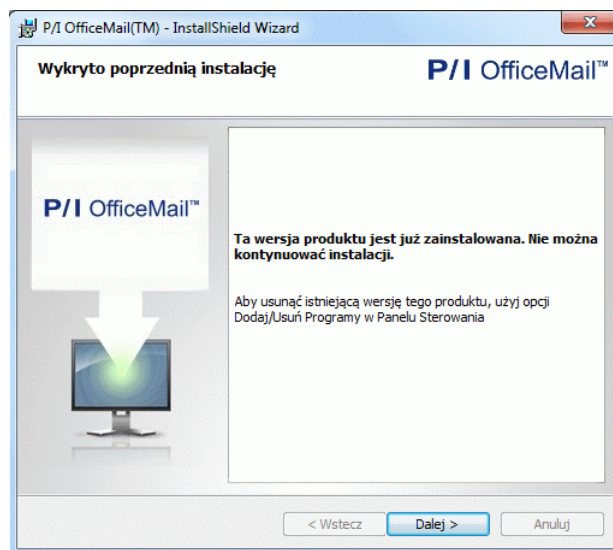 P/I OfficeMail(TM) - InstallShield Wizard
Wykryto poprzednią instalację
P/I OfficeMail™
P/I OfficeMail™
Ta wersja produktu jest już zainstalowana. Nie można
kontynuować instalacji.
Aby usunąć istniejącą wersję tego produktu, użyj opcji
Dodaj/Usuń Programy w Panelu Sterowania
< Wstecz
Dalej >
Anuluj